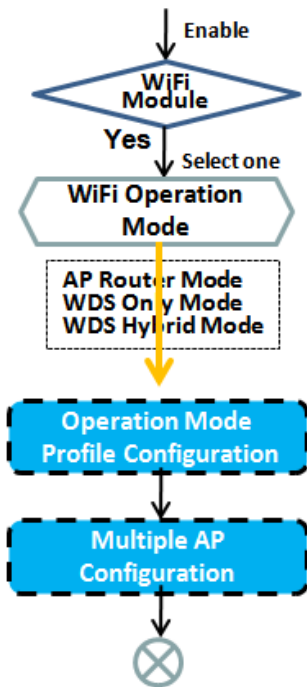 Enable
WiFi
Module
Yes
Select one
WiFi Operation
Mode
AP Router Mode
WDS Only Mode
WDS Hybrid Mode
Operation Mode
Profile Configuration
Multiple AP
Configuration